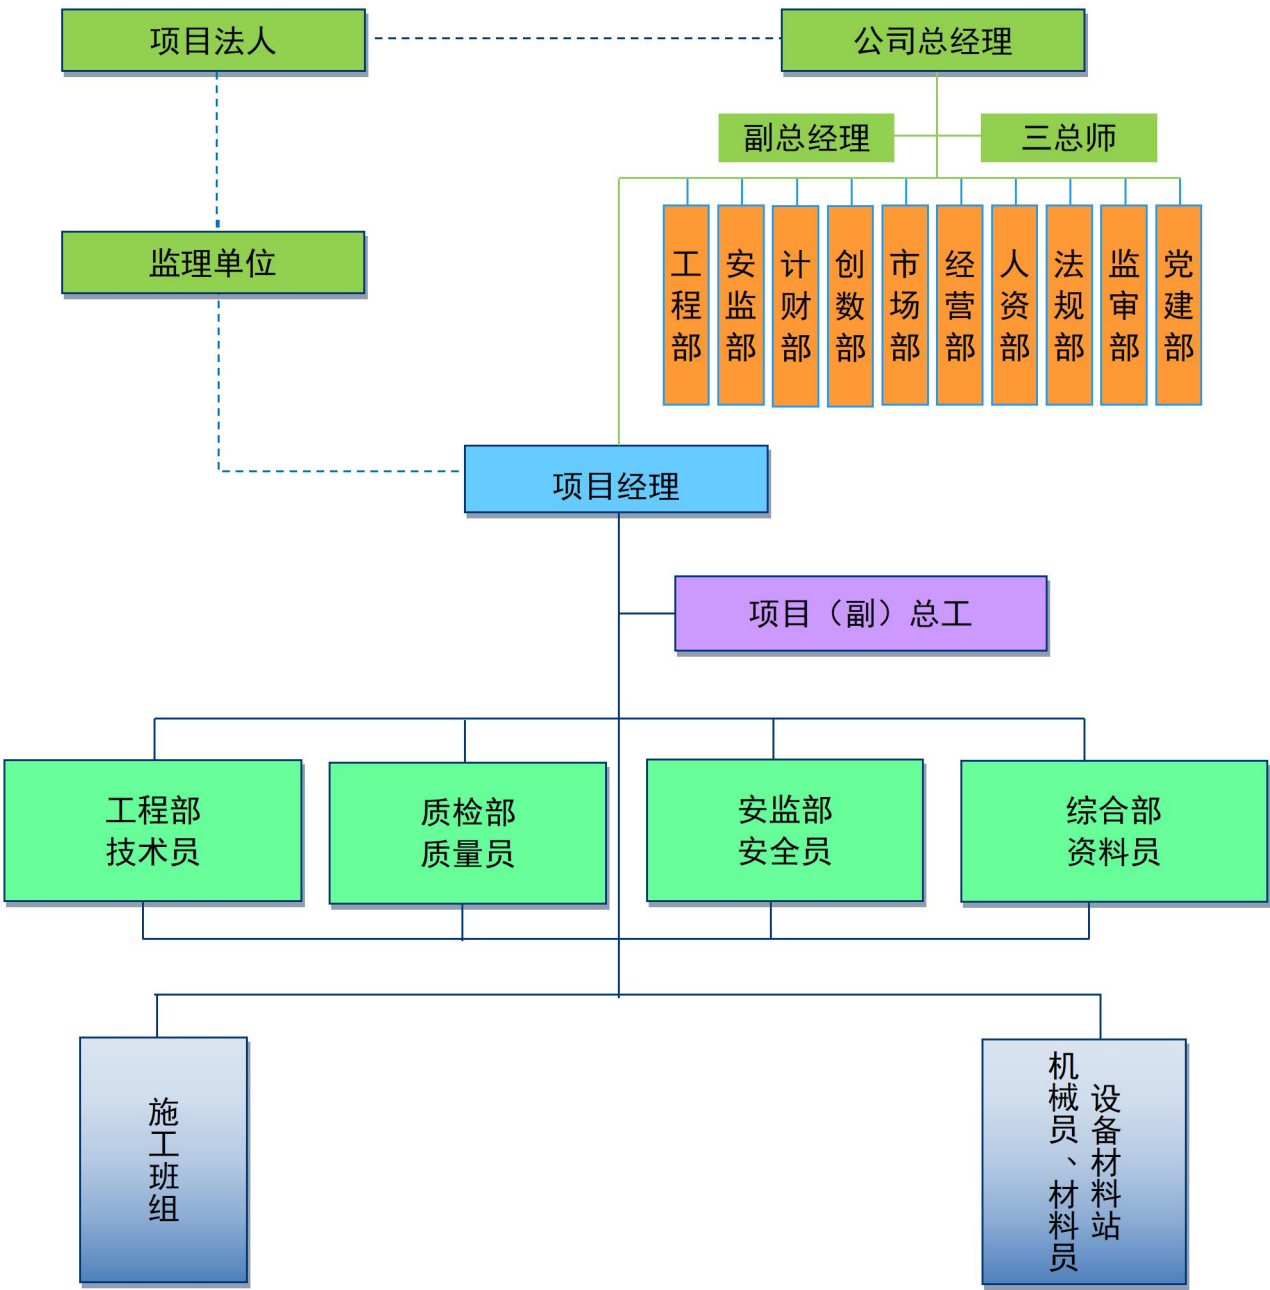 项目法人
公司总经理
副总经理
三总师
工程部
安监部
计财部
创数部
市场部
经营部
人资部
法规部
监审部
党建部
监理单位
项目经理
项目（副）总工
工程部
技术员
质检部
质量员
安监部
安全员
综合部
资料员
施工班组
设备材料站
机械员、材料员